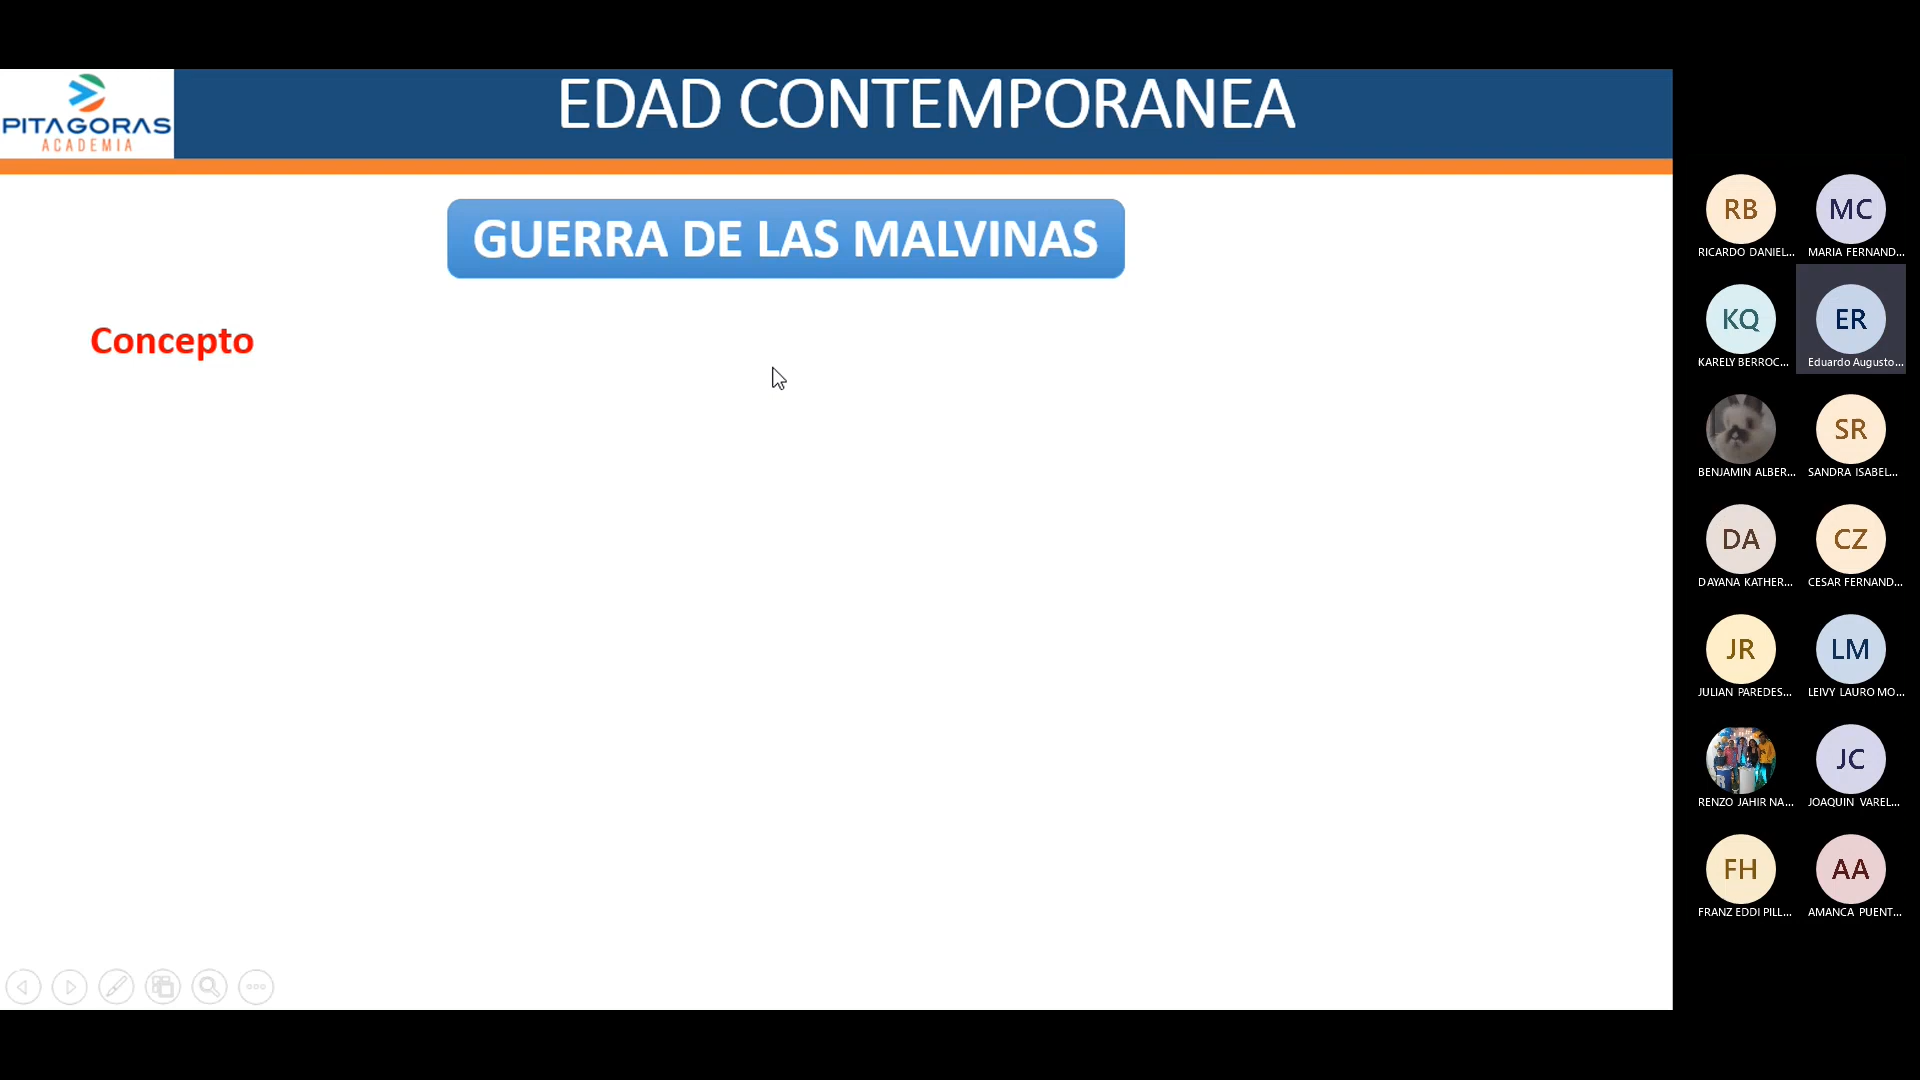 PITAGORAS
ACADEMIA
EDAD CONTEMPORANEA
GUERRA DE LAS MALVINAS
Concepto
RB
RICARDO DANIEL...
MC
MARIA FERNAND...
KQ
KARELY BERROC...
ER
Eduardo Augusto...
BENJAMIN ALBER...
SR
SANDRA ISABEL...
DA
DAYANA KATHER...
CZ
CESAR FERNAND...
JR
JULIAN PAREDES...
LM
LEIVY LAURO MO...
RENZO JAHIR NA...
JC
JOAQUIN VAREL...
FH
FRANZ EDDI PILL...
AA
AMANCA PUENT...